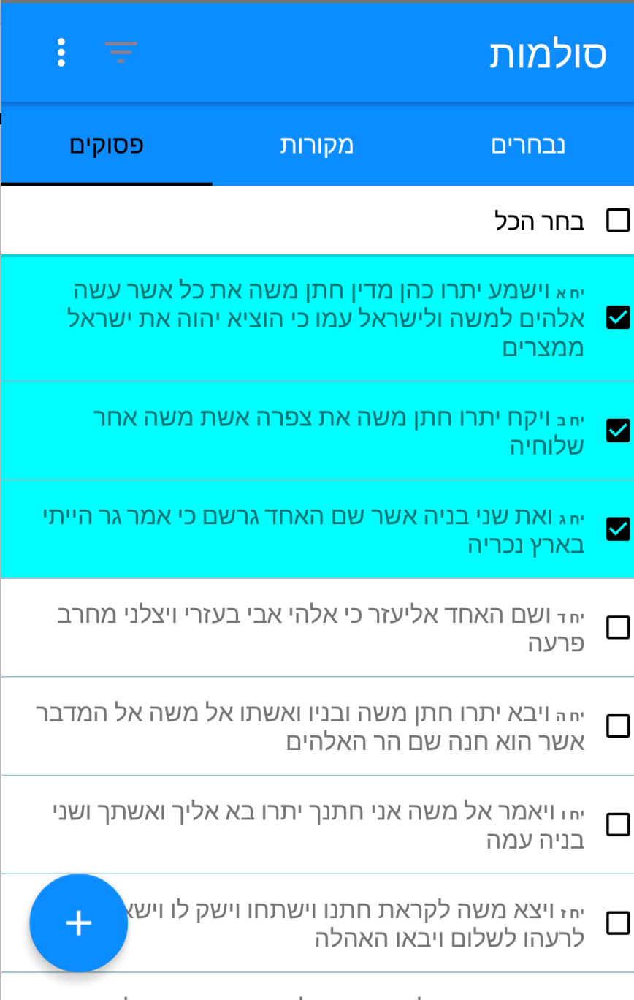 סולמות
נבחרים
מקורות
פסוקים
בחר הכל
יח א וישמע יתרו כהן מדין חתן משה את כל אשר עשה
אלהים למשה ולישראל עמו כי הוציא יהוה את ישראל
ממצרים
יח ב ויקח יתרו חתן משה את צפרה אשת משה אחר
שלוחיה
יח ג ואת שני בניה אשר שם האחד גרשם כי אמר גר הייתי
בארץ נכריה
יח ד ושם האחד אליעזר כי אלהי אבי בעזרי ויצלני מחרב
פרעה
יח ה ויבא יתרו חתן משה ובניו ואשתו אל משה אל המדבר
אשר הוא חנה שם הר האלהים
יח ו ויאמר אל משה אני חתנך יתרו בא אליך ואשתך ושני
בניה עמה
יח ז ויצא משה לקראת חתנו וישתחו וישק לו
לרעהו לשלום ויבאו האהלה